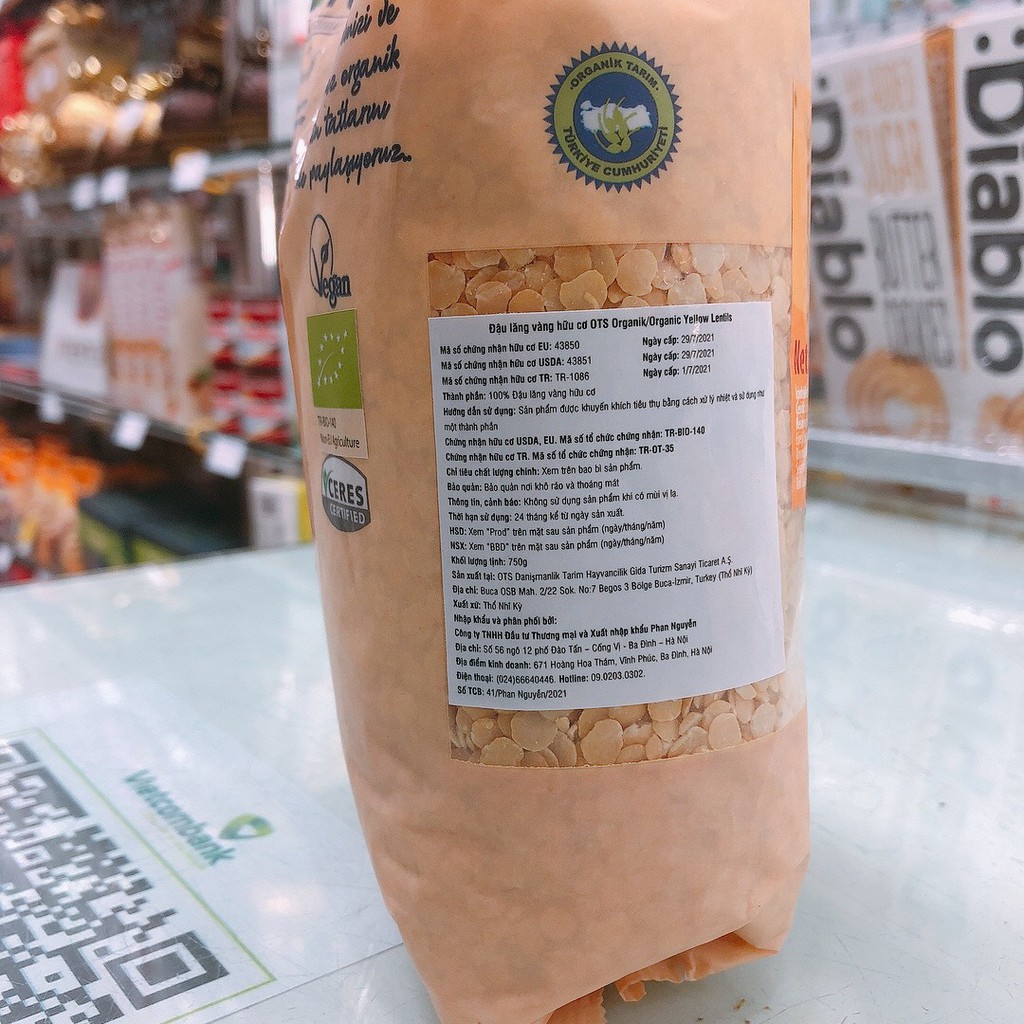 de
organik
paylaşıyoruz..
ORGANİK TARIM
TÜRKİYE CUMHURİYETİ
Vegan
TR-BIO-140
Non-EU Agriculture
CERES
CERTIFIED
Đậu lăng vàng hữu cơ OTS Organik/Organic Yellow Lentils
Mã số chứng nhận hữu cơ EU: 43850 Ngày cấp: 29/7/2021
Mã số chứng nhận hữu cơ USDA: 43851 Ngày cấp: 29/7/2021
Mã số chứng nhận hữu cơ TR: TR-1086 Ngày cấp: 1/7/2021
Thành phần: 100% Đậu lăng vàng hữu cơ
Hướng dẫn sử dụng: Sản phẩm được khuyến khích tiêu thụ bằng cách xử lý nhiệt và sử dụng như
một thành phần
Chứng nhận hữu cơ USDA, EU. Mã số tổ chức chứng nhận: TR-BIO-140
Chứng nhận hữu cơ TR. Mã số tổ chức chứng nhận: TR-OT-35
Chỉ tiêu chất lượng chính: Xem trên bao bì sản phẩm.
Bảo quản: Bảo quản nơi khô ráo và thoáng mát
Thông tin, cảnh báo: Không sử dụng sản phẩm khi có mùi vị lạ.
Thời hạn sử dụng: 24 tháng kể từ ngày sản xuất.
HSD: Xem "Prod" trên mặt sau sản phẩm (ngày/tháng/năm)
NSX: Xem "BBD" trên mặt sau sản phẩm (ngày/tháng/năm)
Khối lượng tịnh: 750g
Sản xuất tại: OTS Danişmanlik Tarim Hayvancilik Gida Turizm Sanayi Ticaret A.Ş.
Địa chỉ: Buca OSB Mah. 2/22 Sok. No:7 Begos 3 Bölge Buca-Izmir, Turkey (Thổ Nhĩ Kỳ)
Xuất xứ: Thổ Nhĩ Kỳ
Nhập khẩu và phân phối bởi:
Công ty TNHH Đầu tư Thương mại và Xuất nhập khẩu Phan Nguyễn
Địa chỉ: Số 56 ngõ 12 phố Đào Tấn – Cống Vị - Ba Đình – Hà Nội
Địa điểm kinh doanh: 671 Hoàng Hoa Thám, Vĩnh Phúc, Ba Đình, Hà Nội
Điện thoại: (024)66640446. Hotline: 09.0203.0302.
Số TCB: 41/Phan Nguyễn/2021
Net
Vietcombank
Diablo
SUGAR
BUTTER
COOKIES
Diablo